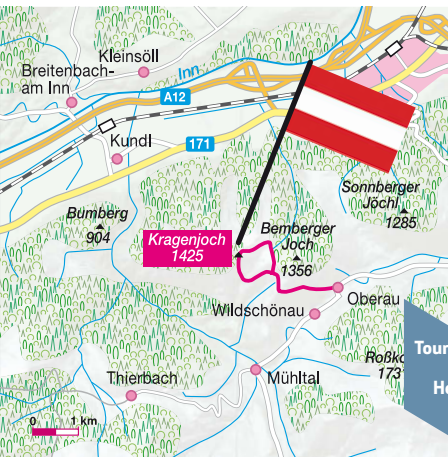 Kleinsöll
Breitenbach-
am Inn
Inn
A12
Kundl
171
Sonnberger
Jöchl
1285
Bumberg
904
Kragenjoch
1425
Bemberger
Joch
1356
Oberau
Wildschönau
Tour
Thierbach
Mühltal
0 1 km